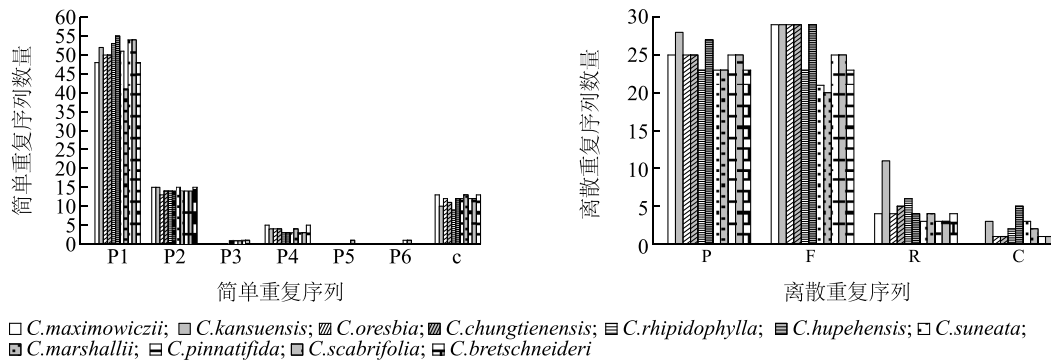 简单重复序列数量
60
55
50
45
40
35
30
25
20
15
10
5
0
P1 P2 P3 P4 P5 P6 c
简单重复序列
离散重复序列数量
30
25
20
15
10
5
0
P F R C
离散重复序列
C.maximowiczii; C.kansuensis; C.oresbia; C.chungtienensis; C.rhipidophylla; C.hupehensis; C.suneata;
C.marshallii; C.pinnatifida; C.scabrifolia; C.bretschneideri